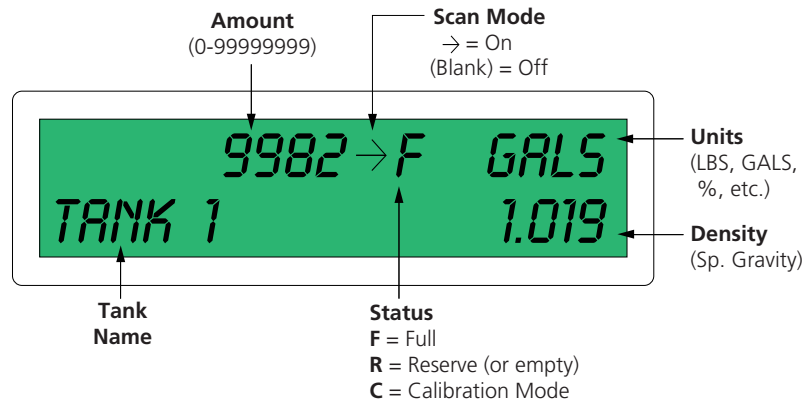 Amount
(0-99999999)
Scan Mode
→ = On
(Blank) = Off
9982 → F GALS
TANK 1 1.019
Units
(LBS, GALS,
%, etc.)
Density
(Sp. Gravity)
Tank
Name
Status
F = Full
R = Reserve (or empty)
C = Calibration Mode